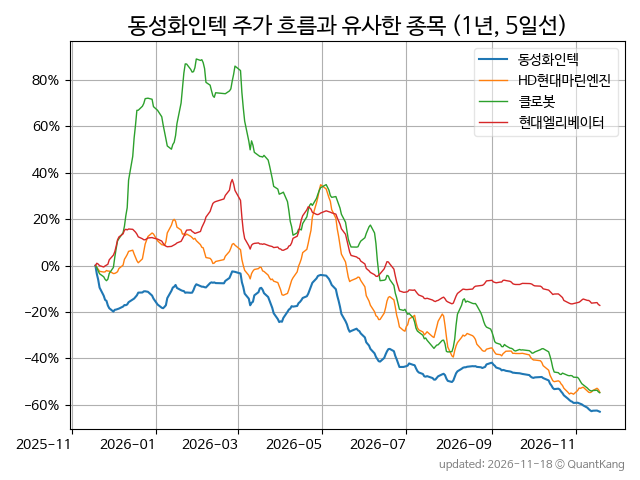 동성화인텍 주가 흐름과 유사한 종목 (1년, 5일선)
동성화인텍
HD현대마린엔진
클로봇
현대엘리베이터
80%
60%
40%
20%
0%
−20%
−40%
−60%
2025−11
2026−01
2026−03
2026−05
2026−07
2026−09
2026−11
updated: 2026-11-18 © QuantKang